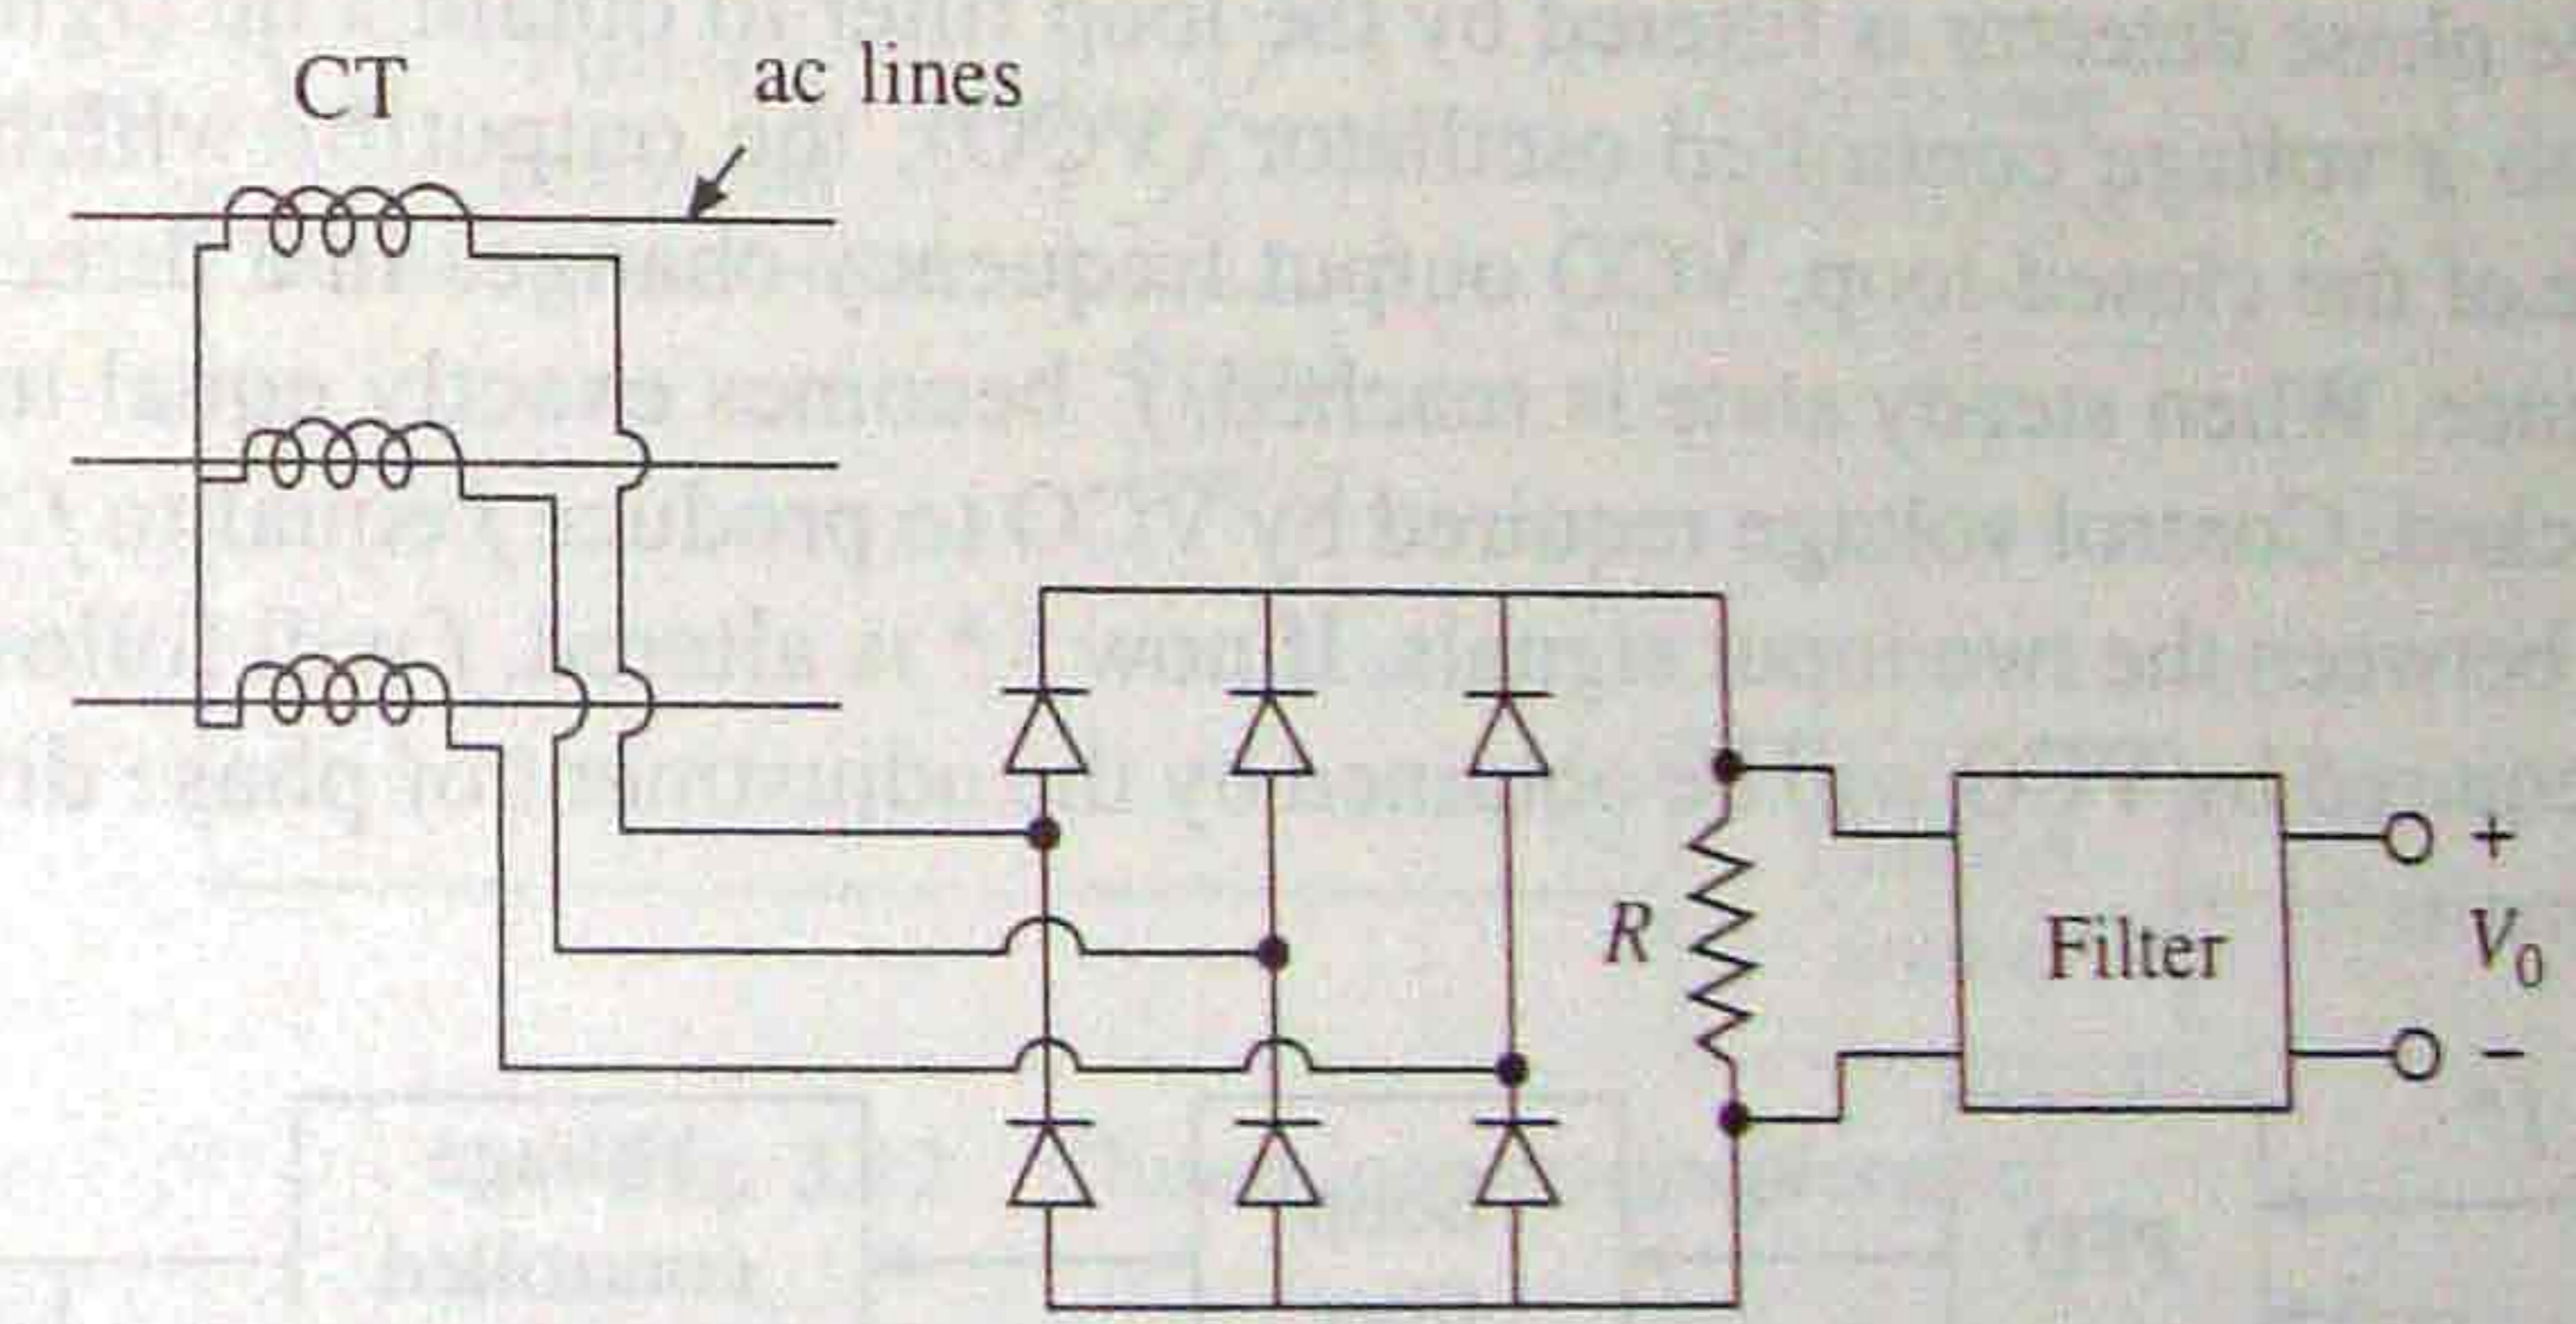 CT
ac lines
R
Filter
+
V₀
−